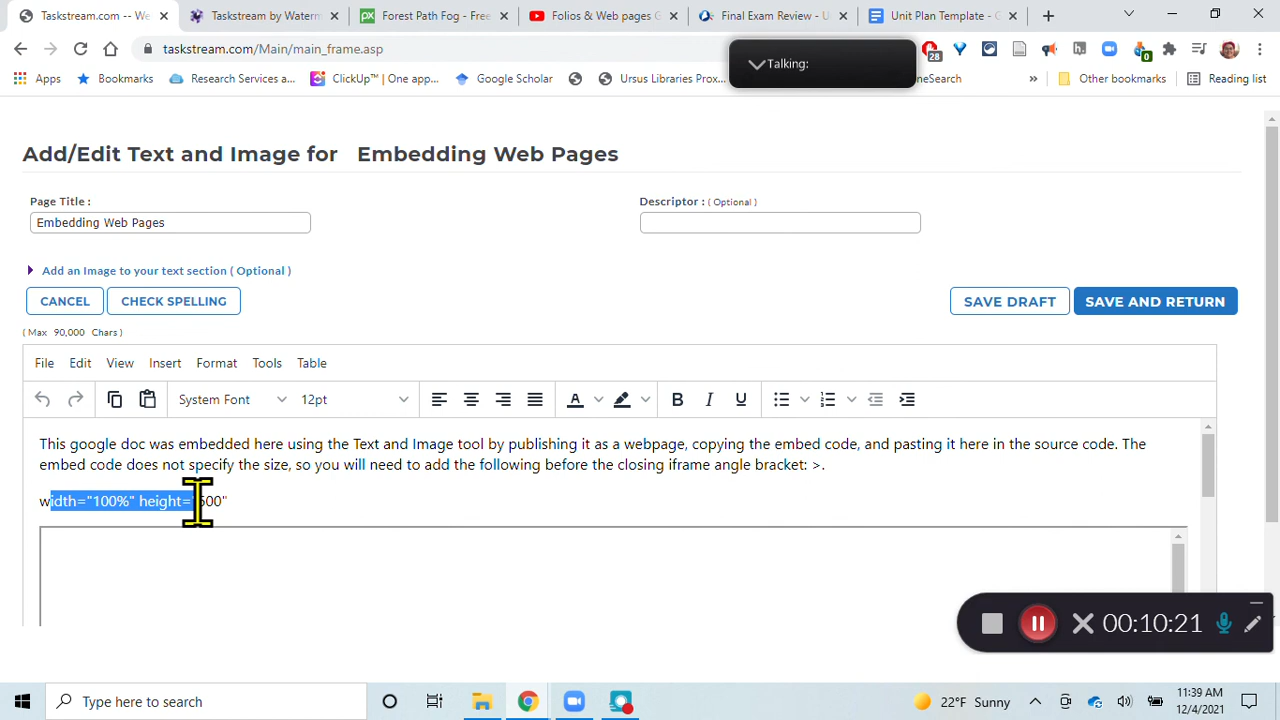 Taskstream.com -- We
Taskstream by Waterm
Forest Path Fog - Free
Folios & Web pages G
Final Exam Review - U
Unit Plan Template - G
taskstream.com/Main/main_frame.asp
28
0
Apps
Bookmarks
Research Services a...
ClickUp™ | One app...
Google Scholar
Ursus Libraries Prox...
neSearch
Other bookmarks
Reading list
Talking:
Add/Edit Text and Image for Embedding Web Pages
Page Title :
Descriptor : ( Optional )
Embedding Web Pages
Add an Image to your text section ( Optional )
CANCEL
CHECK SPELLING
SAVE DRAFT
SAVE AND RETURN
( Max 90,000 Chars )
File Edit View Insert Format Tools Table
System Font
12pt
A
B I U
This google doc was embedded here using the Text and Image tool by publishing it as a webpage, copying the embed code, and pasting it here in the source code. The
embed code does not specify the size, so you will need to add the following before the closing iframe angle bracket: >.
width="100%" height="600"
00:10:21
Type here to search
22°F Sunny
11:39 AM
12/4/2021